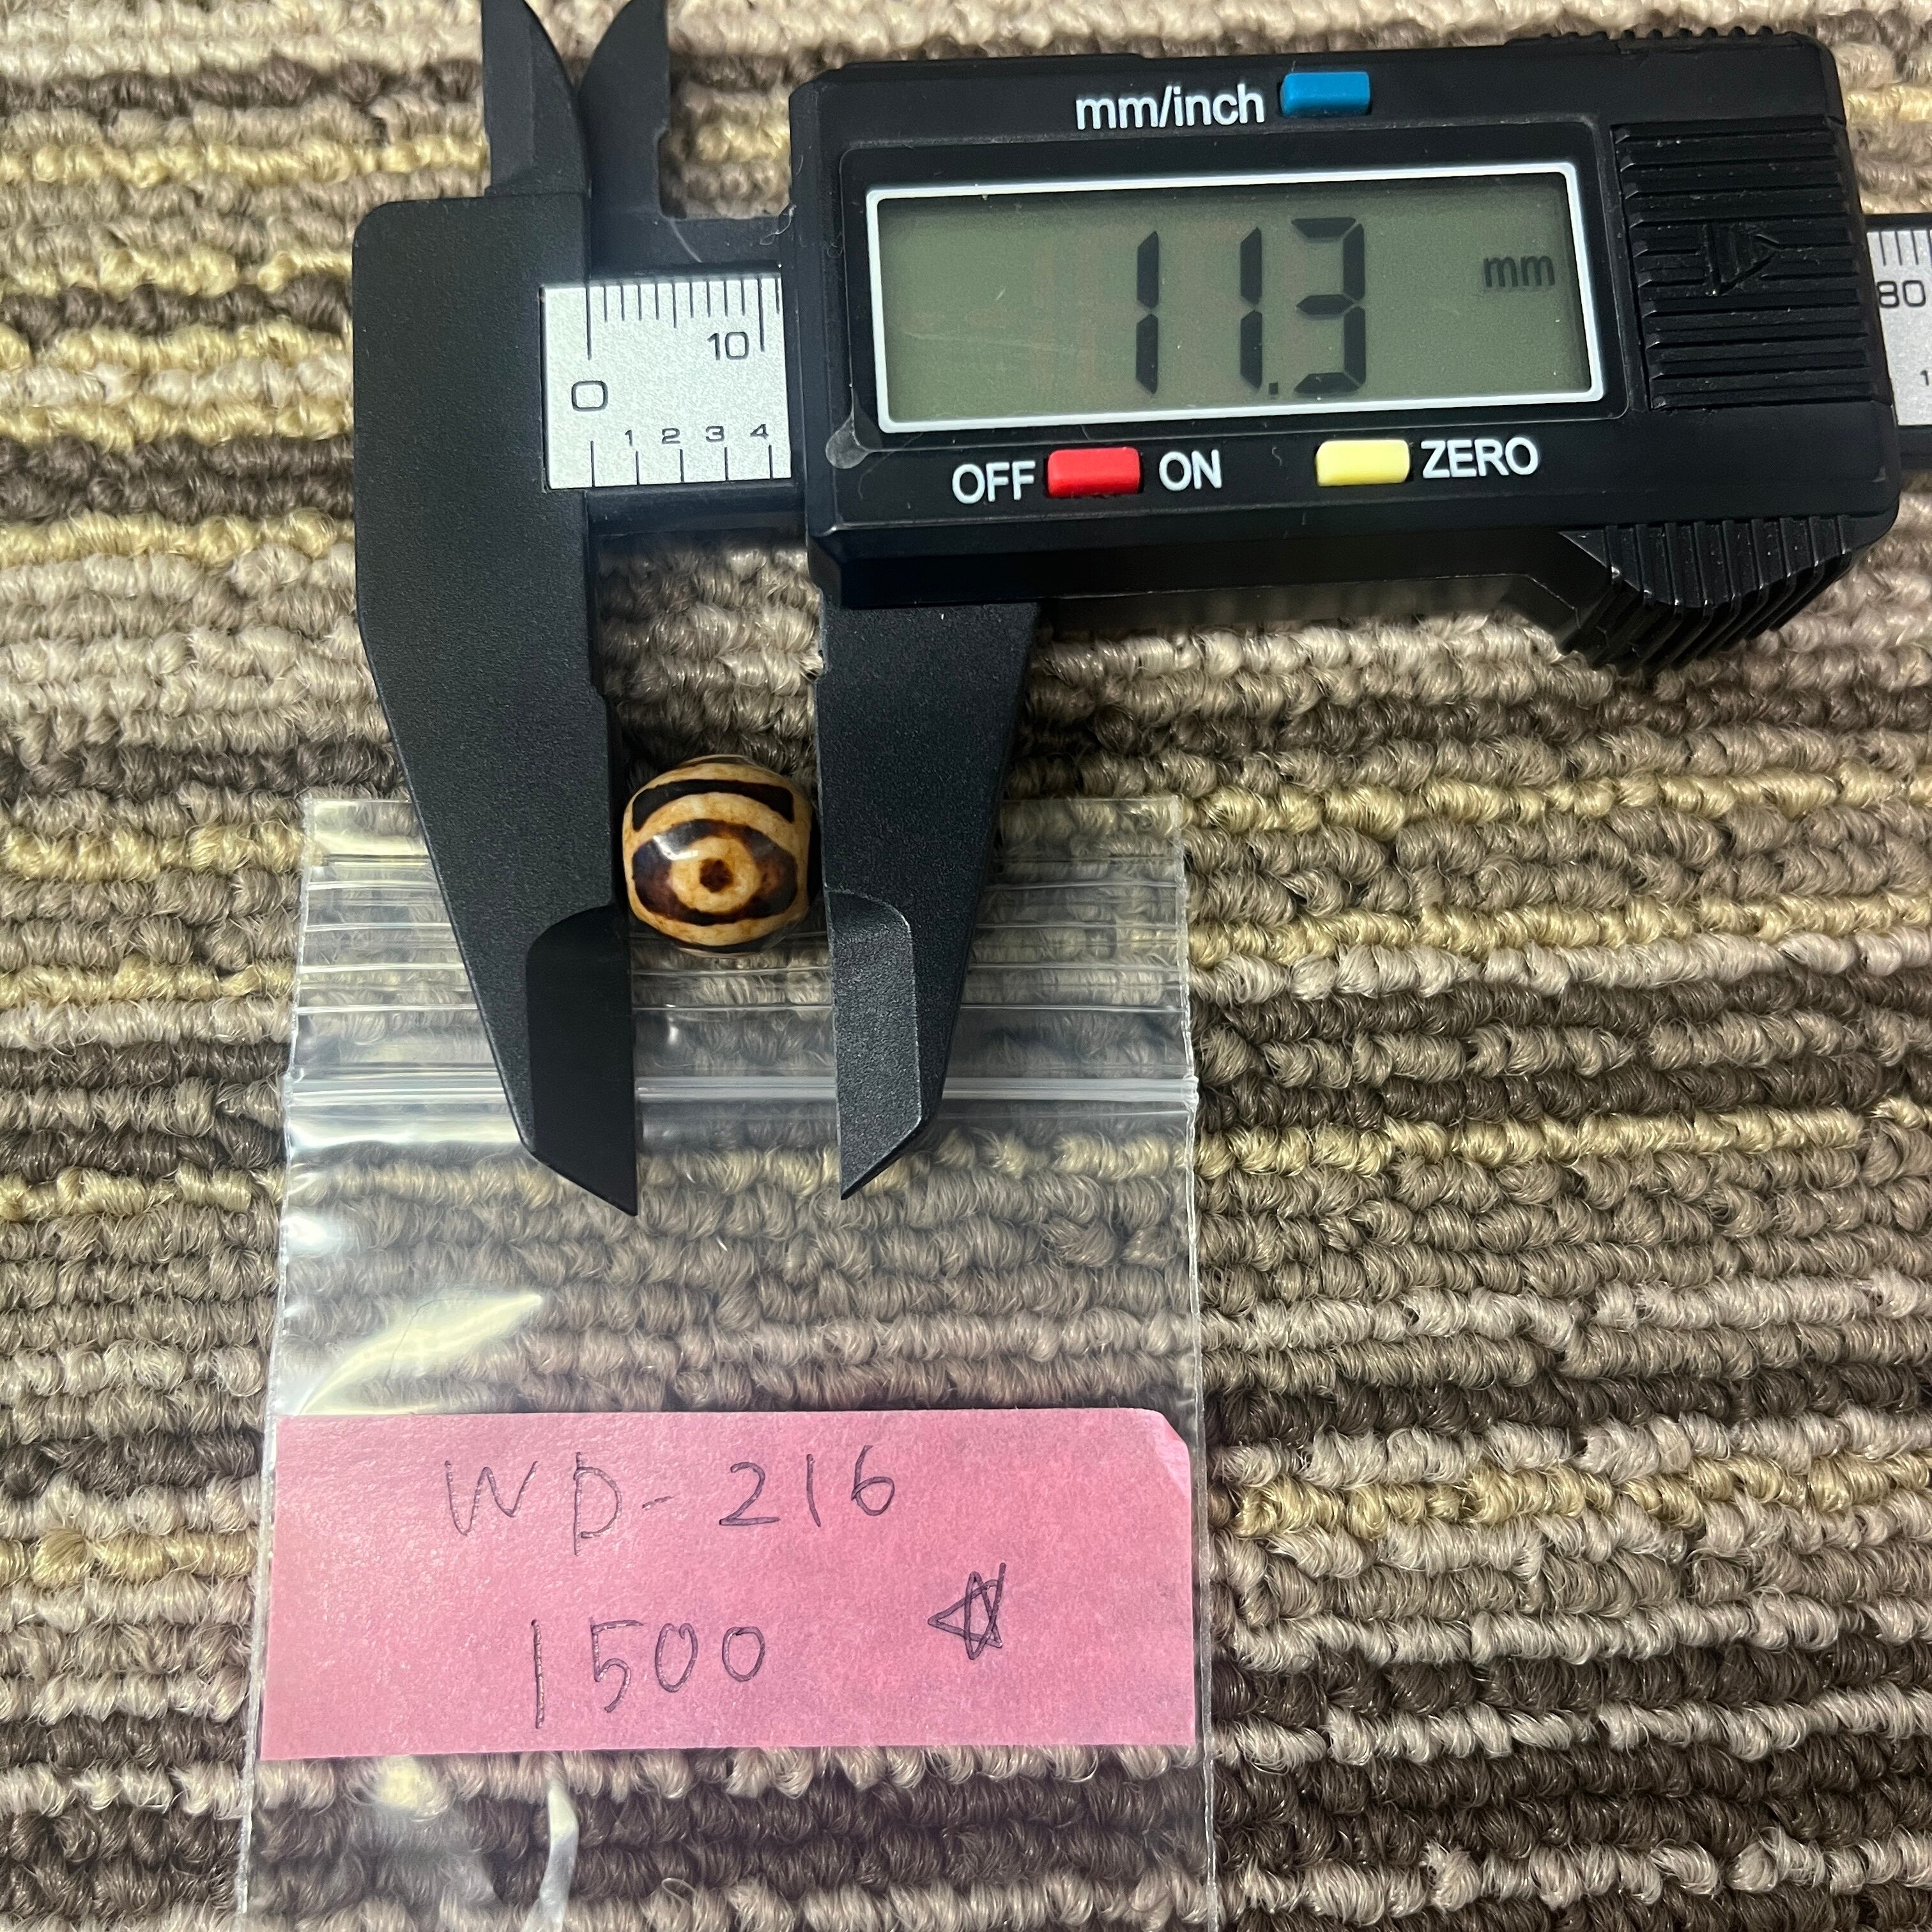 mm/inch
11.3 mm
10
0
1 2 3 4
80
OFF ON ZERO
WD-216
1500 ☆